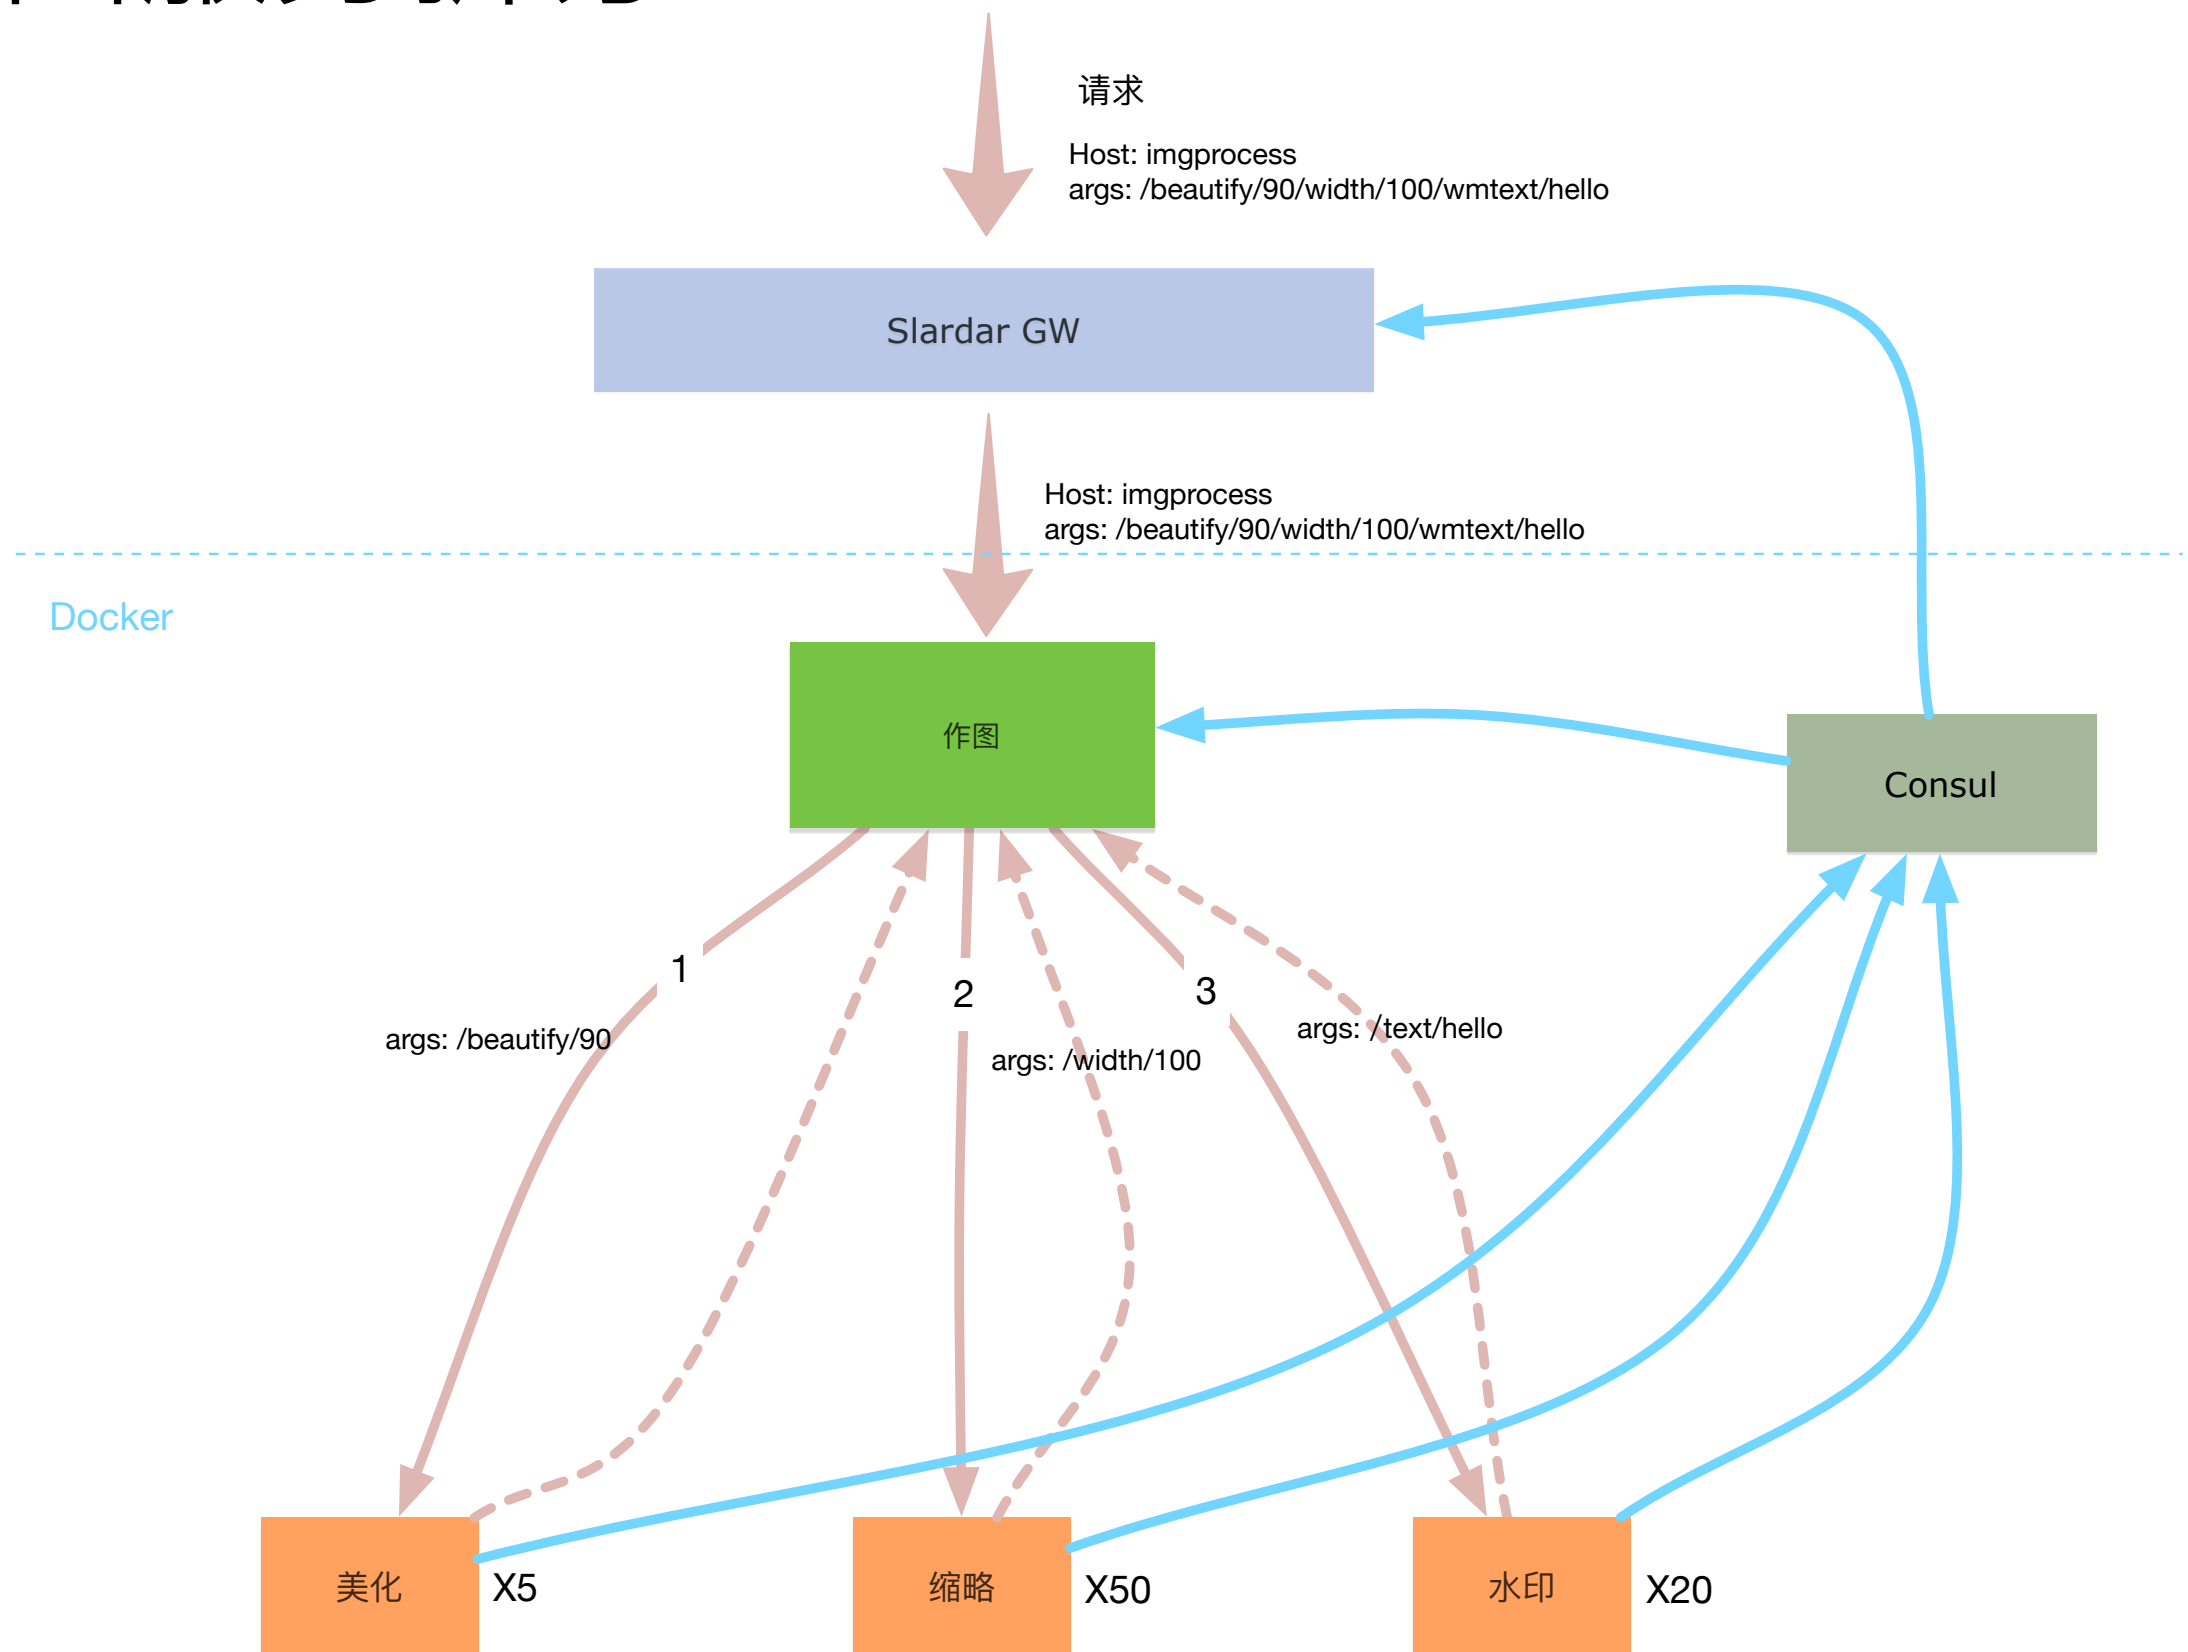 请求
Host: imgprocess
args: /beautify/90/width/100/wmtext/hello
Slardar GW
Host: imgprocess
args: /beautify/90/width/100/wmtext/hello
Docker
作图
Consul
1
2
3
args: /beautify/90
args: /width/100
args: /text/hello
美化
X5
缩略
X50
水印
X20